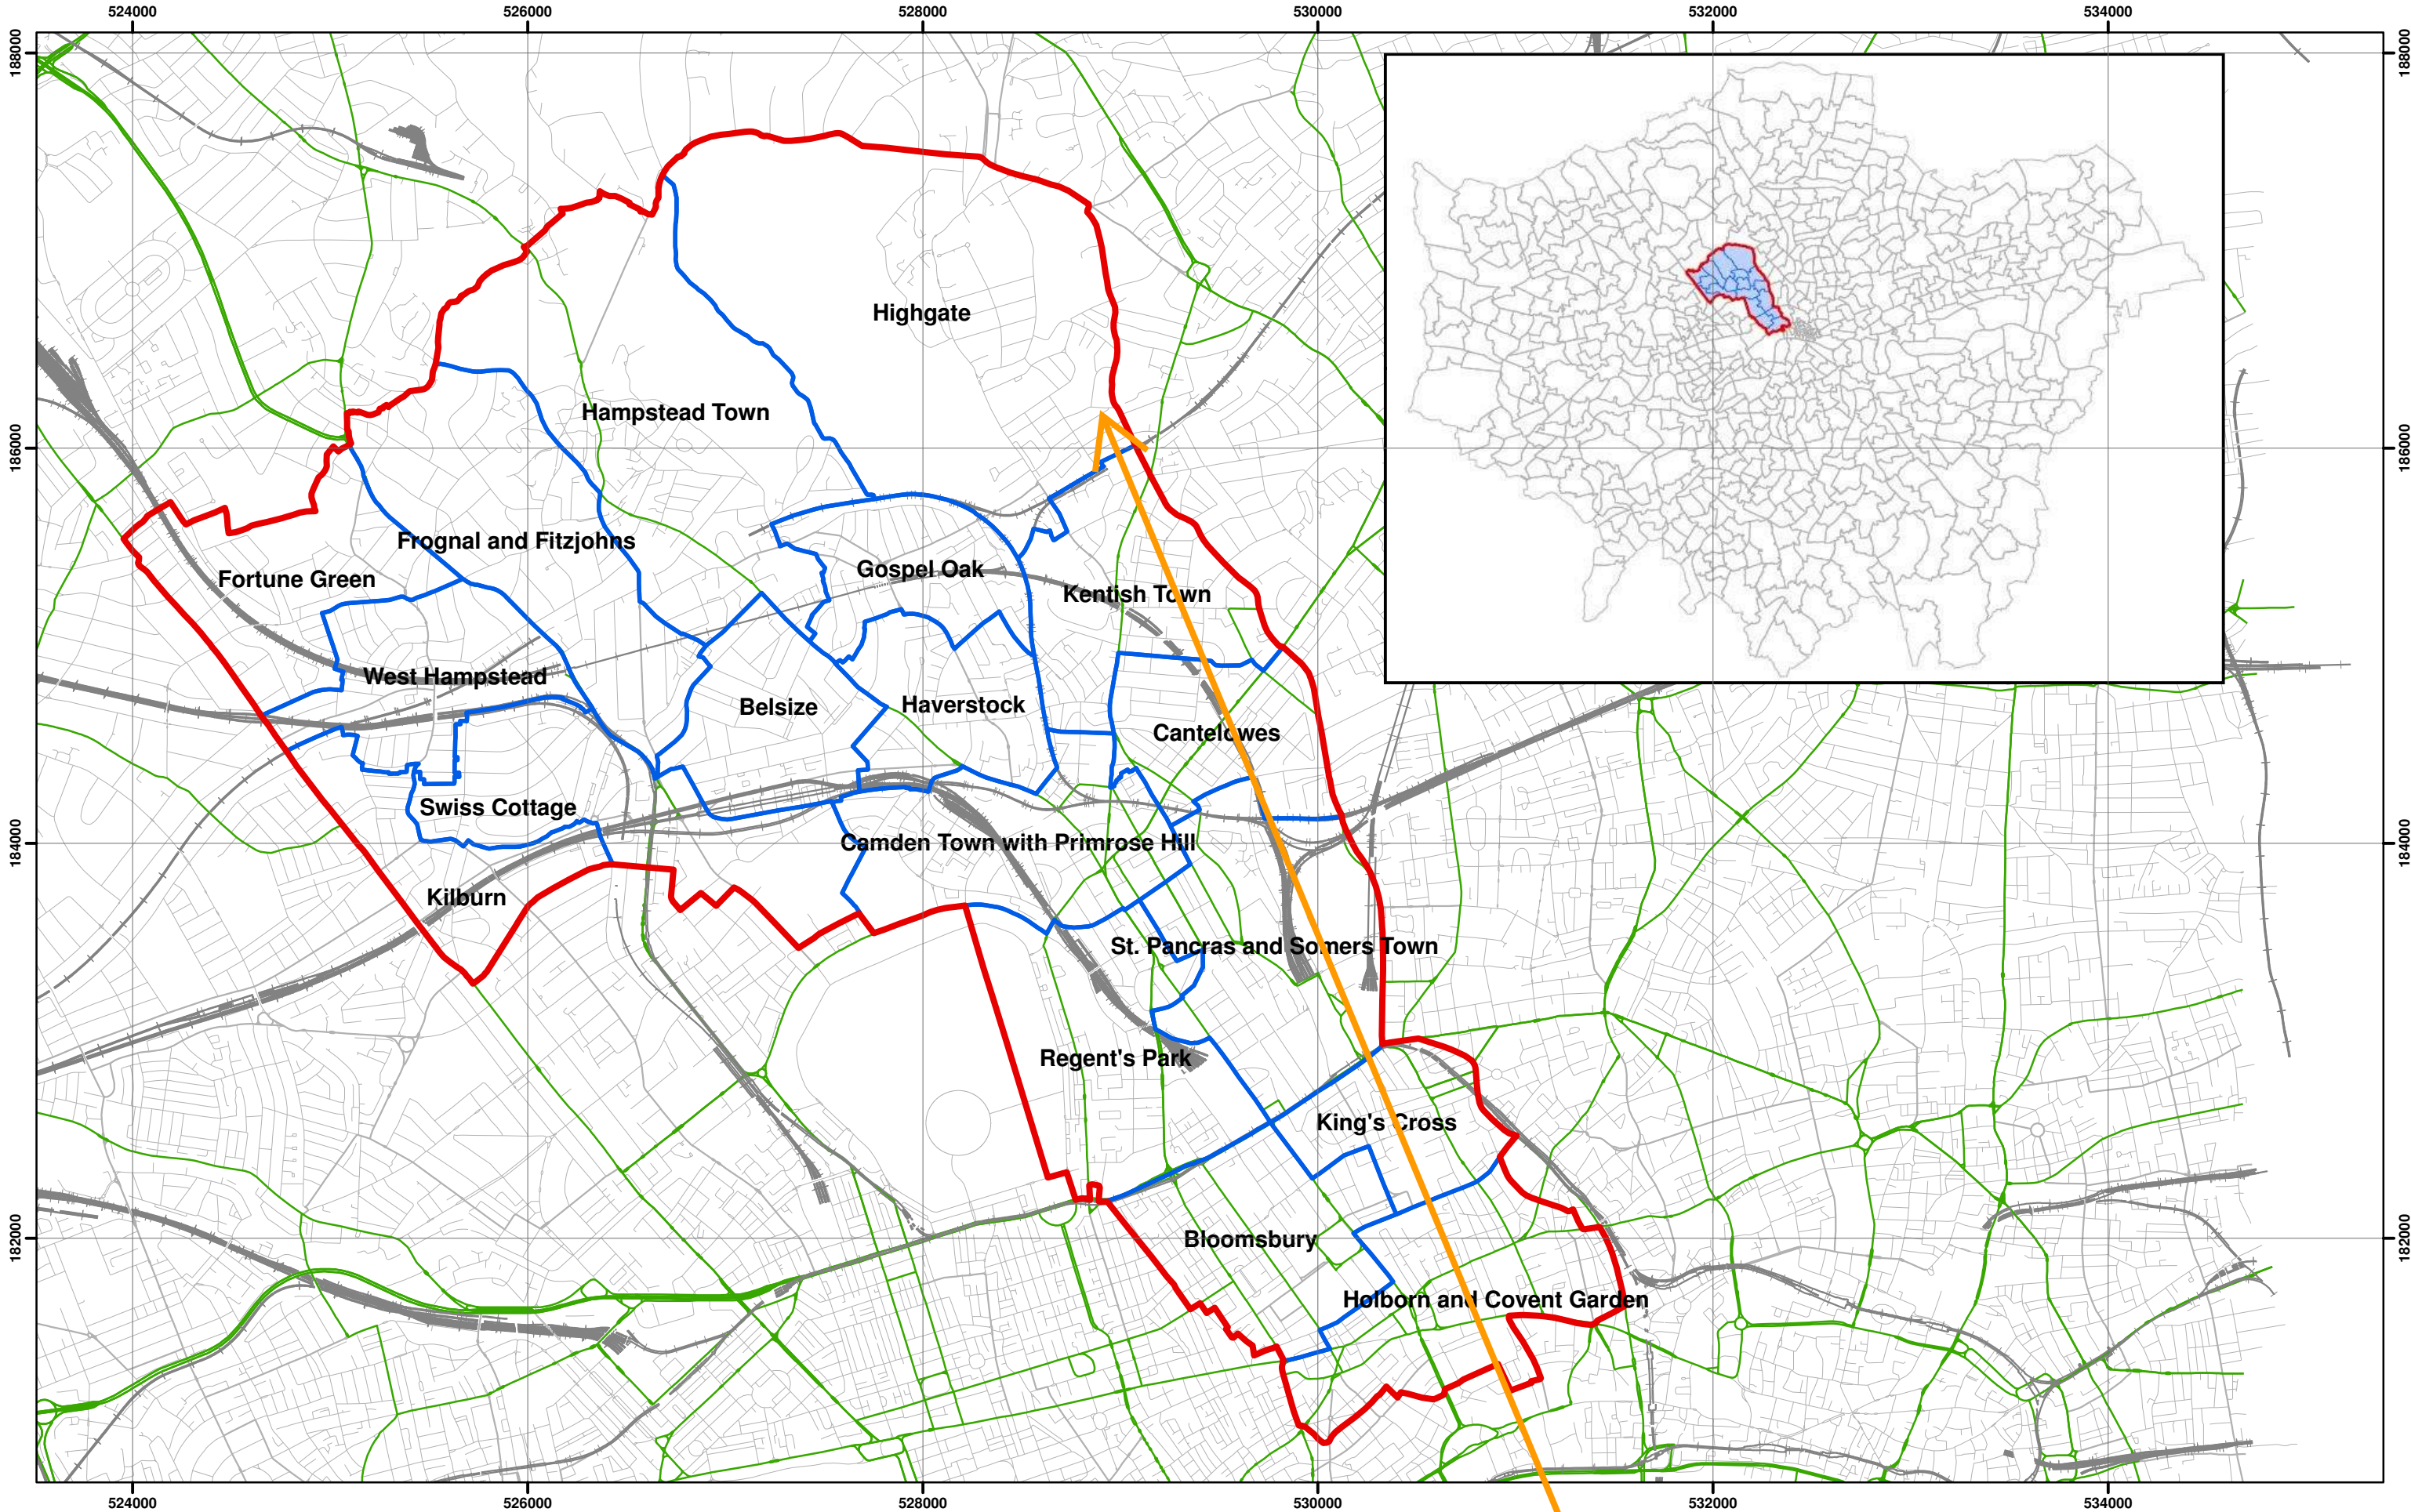 524000
526000
528000
530000
532000
534000
188000
188000
Highgate
Hampstead Town
186000
186000
Frognal and Fitzjohns
Gospel Oak
Fortune Green
Kentish Town
West Hampstead
Belsize
Haverstock
Cantelowes
Swiss Cottage
184000
184000
Camden Town with Primrose Hill
Kilburn
St. Pancras and Somers Town
Regent's Park
King's Cross
182000
182000
Bloomsbury
Holborn and Covent Garden
524000
526000
528000
530000
532000
534000